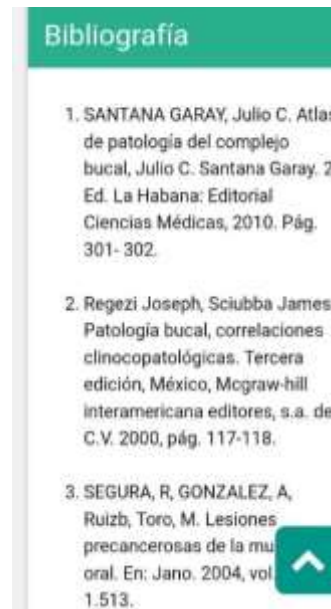 Bibliografía
1. SANTANA GARAY, Julio C. Atlas
de patología del complejo
bucal, Julio C. Santana Garay. 2
Ed. La Habana: Editorial
Ciencias Médicas, 2010. Pág.
301- 302.
2. Regezi Joseph, Sciubba James
Patología bucal, correlaciones
clinocopatológicas. Tercera
edición, México, Mcgraw-hill
interamericana editores, s.a. de
C.V. 2000, pág. 117-118.
3. SEGURA, R, GONZALEZ, A,
Ruizb, Toro, M. Lesiones
precancerosas de la mu
oral. En: Jano. 2004, vol.
1.513.